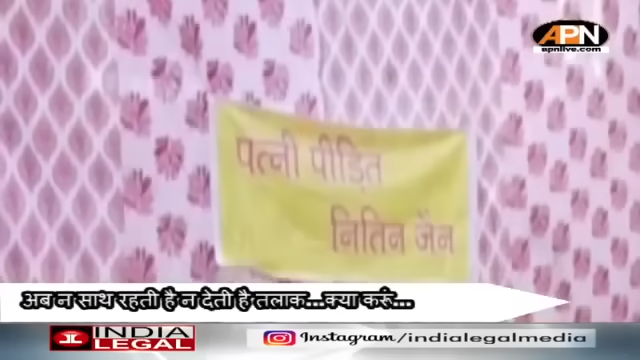 APN
apnlive.com
पत्नी पीड़ित
नितिन जैन
अब न साथ रहती है न देती है तलाक...क्या करूं...
INDIA
LEGAL
Instagram/indialegalmedia